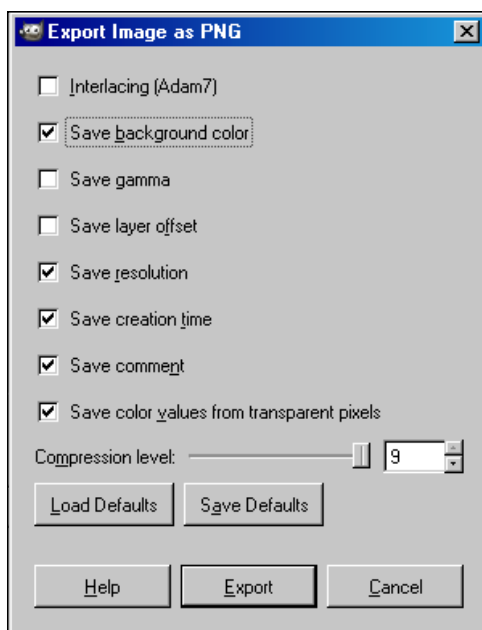 Export Image as PNG
Interlacing (Adam7)
Save background color
Save gamma
Save layer offset
Save resolution
Save creation time
Save comment
Save color values from transparent pixels
Compression level: 9
Load Defaults Save Defaults
Help Export Cancel